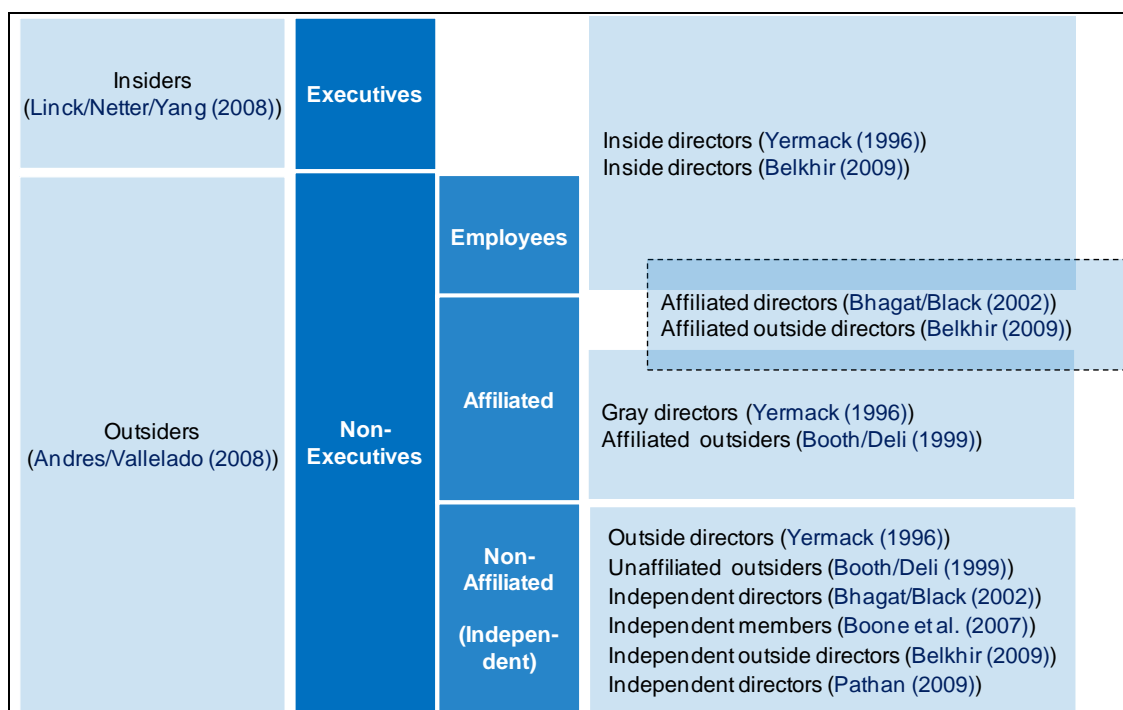 Insiders
(Linck/Netter/Yang (2008))
Executives
Inside directors (Yermack (1996))
Inside directors (Belkhir (2009))
Employees
Affiliated directors (Bhagat/Black (2002))
Affiliated outside directors (Belkhir (2009))
Affiliated
Gray directors (Yermack (1996))
Affiliated outsiders (Booth/Deli (1999))
Outsiders
(Andres/Vallelado (2008))
Non-
Executives
Non-
Affiliated
(Indepen-
dent)
Outside directors (Yermack (1996))
Unaffiliated outsiders (Booth/Deli (1999))
Independent directors (Bhagat/Black (2002))
Independent members (Boone et al. (2007))
Independent outside directors (Belkhir (2009))
Independent directors (Pathan (2009))